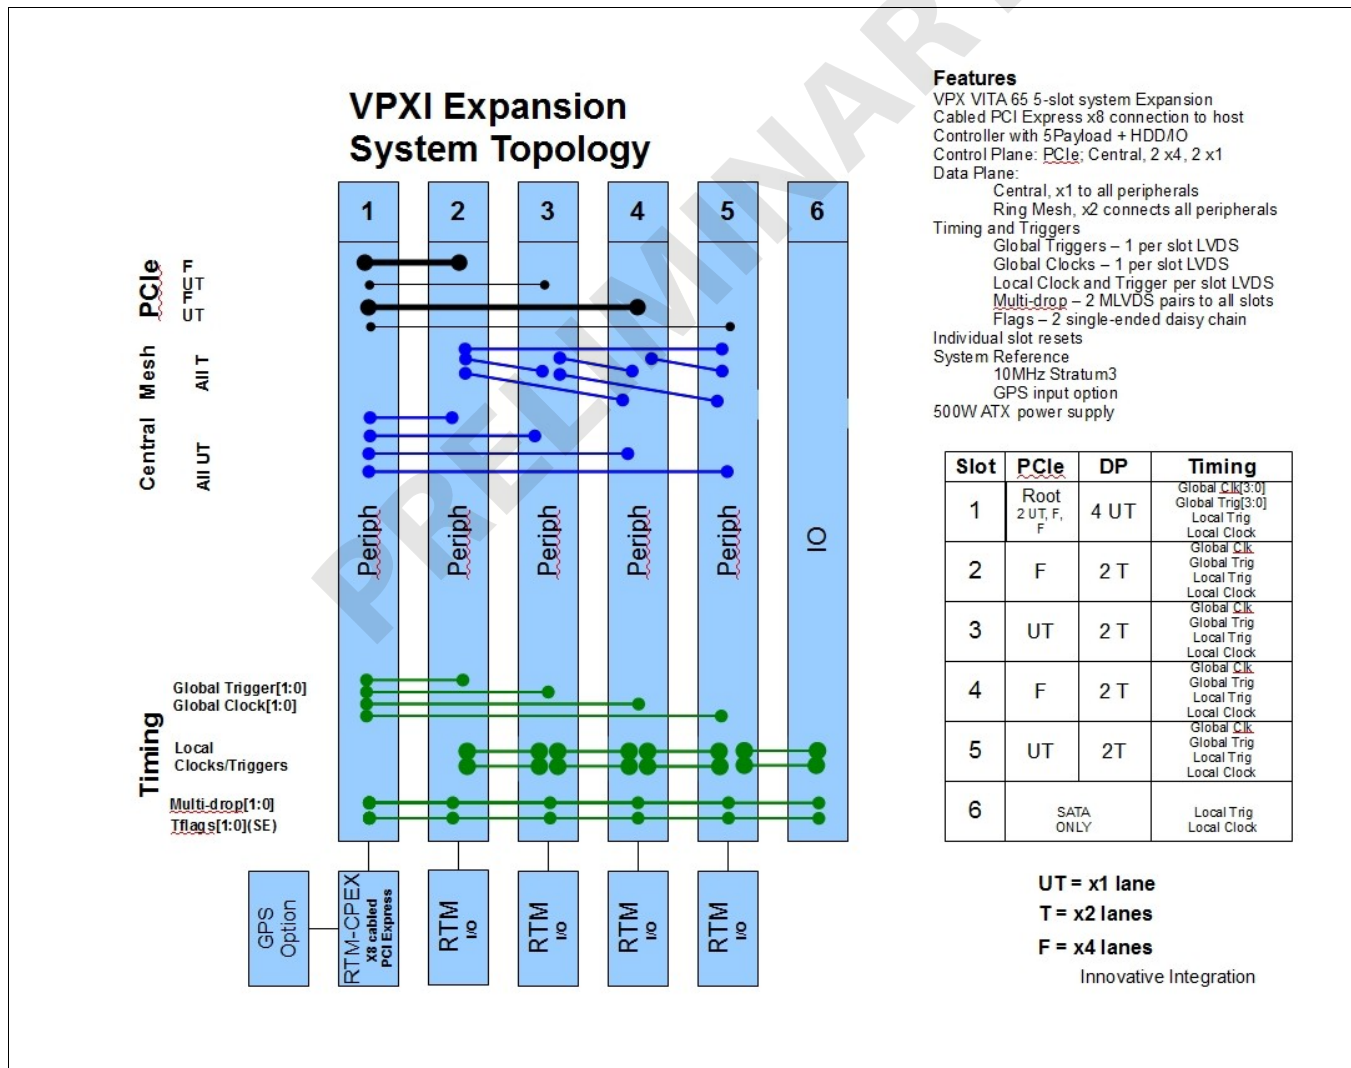 PRELIMINARY
VPXI Expansion
System Topology
1
2
3
4
5
6
PCIe
F
UT
F
UT
Mesh
All T
Central
All UT
Periph
Periph
Periph
Periph
Periph
IO
Timing
Global Trigger[1:0]
Global Clock[1:0]
Local
Clocks/Triggers
Multi-drop[1:0]
Tflags[1:0](SE)
GPS
Option
RTM-CPEX
X8 cabled
PCI Express
RTM
I/O
RTM
I/O
RTM
I/O
RTM
I/O
Features
VPX VITA 65 5-slot system Expansion
Cabled PCI Express x8 connection to host
Controller with 5Payload + HDD/IO
Control Plane: PCIe; Central, 2 x4, 2 x1
Data Plane:
Central, x1 to all peripherals
Ring Mesh, x2 connects all peripherals
Timing and Triggers
Global Triggers – 1 per slot LVDS
Global Clocks – 1 per slot LVDS
Local Clock and Trigger per slot LVDS
Multi-drop – 2 MLVDS pairs to all slots
Flags – 2 single-ended daisy chain
Individual slot resets
System Reference
10MHz Stratum3
GPS input option
500W ATX power supply
Slot PCIe DP Timing
1
Root
2 UT, F,
F
4 UT
Global Clk[3:0]
Global Trig[3:0]
Local Trig
Local Clock
2 F 2 T
Global Clk
Global Trig
Local Trig
Local Clock
3 UT 2 T
Global Clk
Global Trig
Local Trig
Local Clock
4 F 2 T
Global Clk
Global Trig
Local Trig
Local Clock
5 UT 2T
Global Clk
Global Trig
Local Trig
Local Clock
6
SATA
ONLY
Local Trig
Local Clock
UT = x1 lane
T = x2 lanes
F = x4 lanes
Innovative Integration